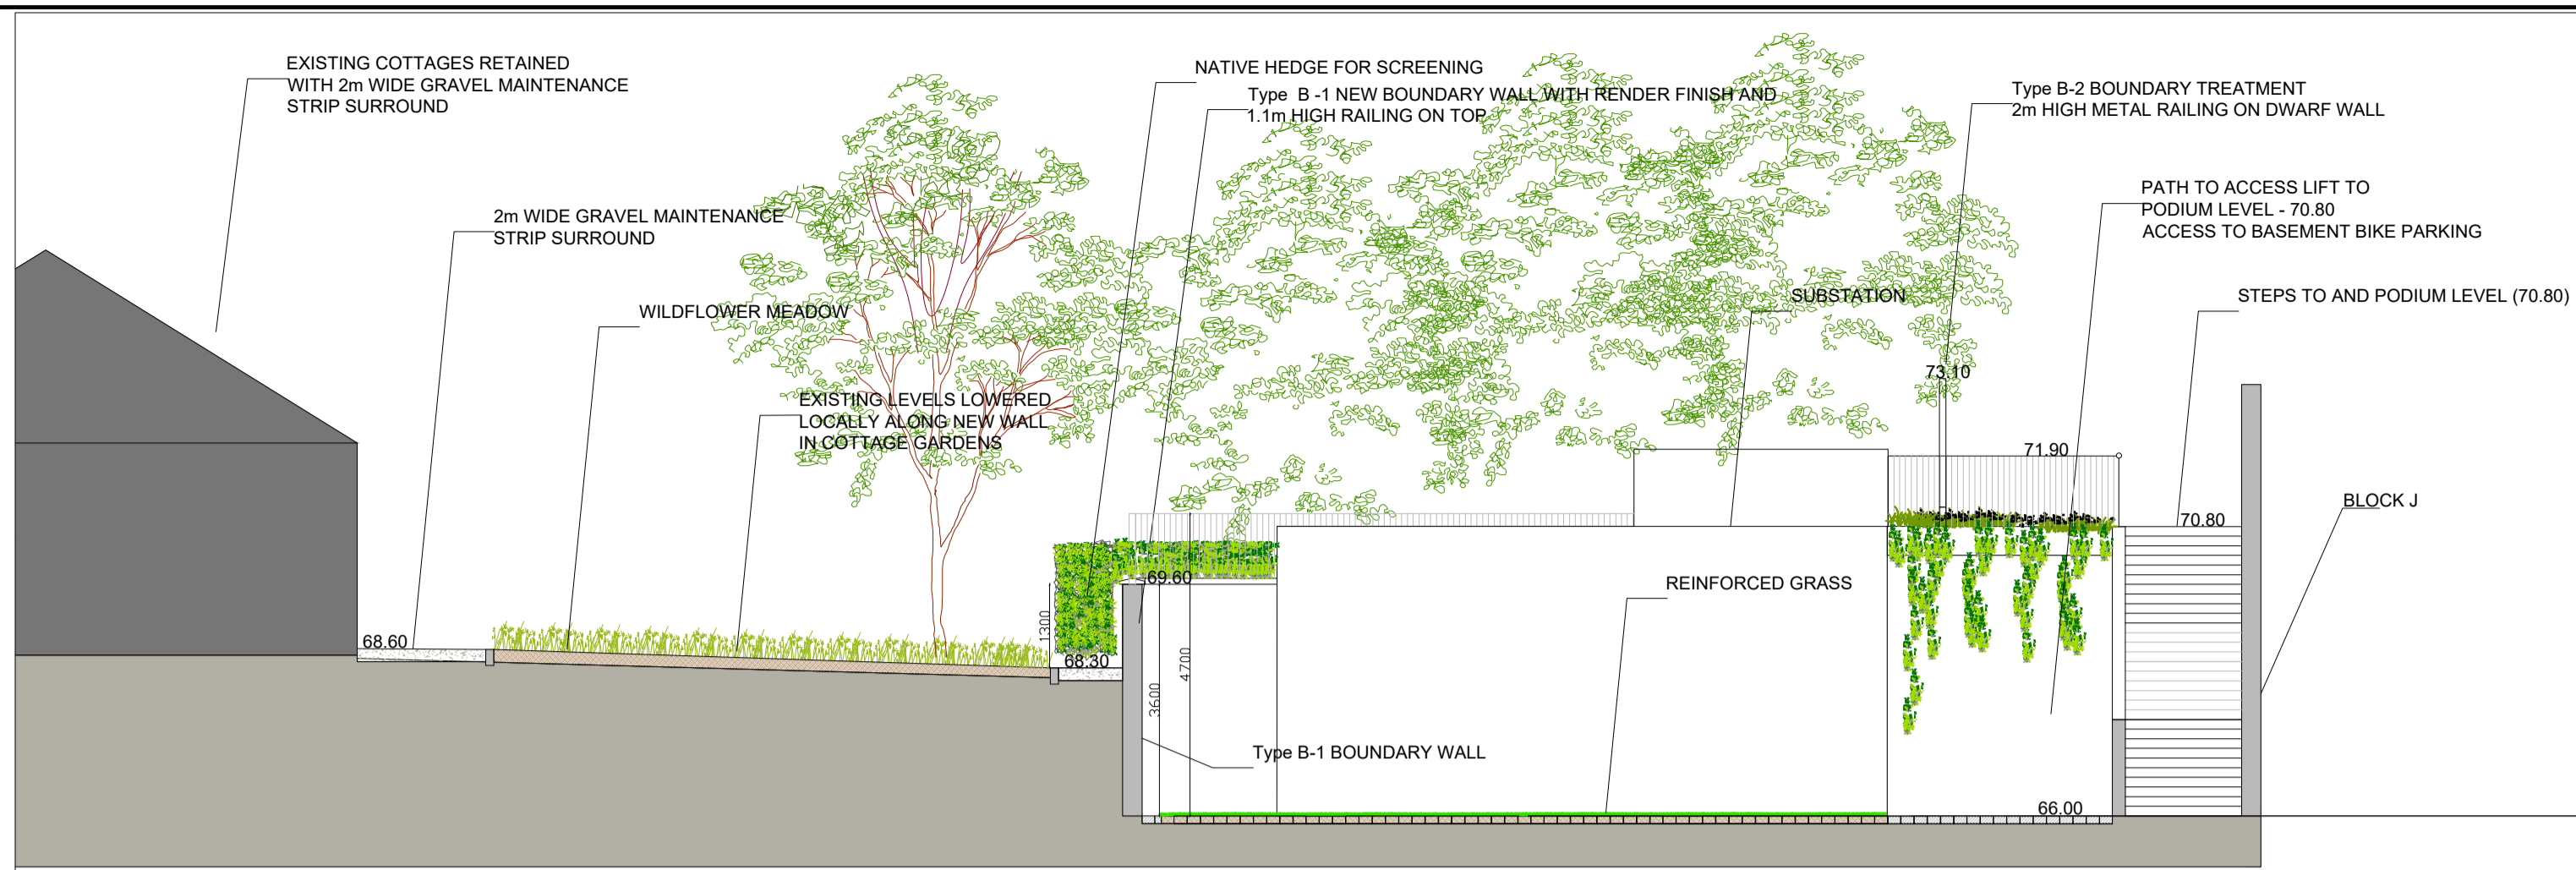 EXISTING COTTAGES RETAINED
WITH 2m WIDE GRAVEL MAINTENANCE
STRIP SURROUND
NATIVE HEDGE FOR SCREENING
Type B -1 NEW BOUNDARY WALL WITH RENDER FINISH AND
1.1m HIGH RAILING ON TOP
Type B-2 BOUNDARY TREATMENT
2m HIGH METAL RAILING ON DWARF WALL
PATH TO ACCESS LIFT TO
PODIUM LEVEL - 70.80
ACCESS TO BASEMENT BIKE PARKING
2m WIDE GRAVEL MAINTENANCE
STRIP SURROUND
WILDFLOWER MEADOW
SUBSTATION
STEPS TO AND PODIUM LEVEL (70.80)
73.10
EXISTING LEVELS LOWERED
LOCALLY ALONG NEW WALL
IN COTTAGE GARDENS
71.90
BLOCK J
70.80
69.60
REINFORCED GRASS
1300
68.60
68.30
4700
3600
Type B-1 BOUNDARY WALL
66.00